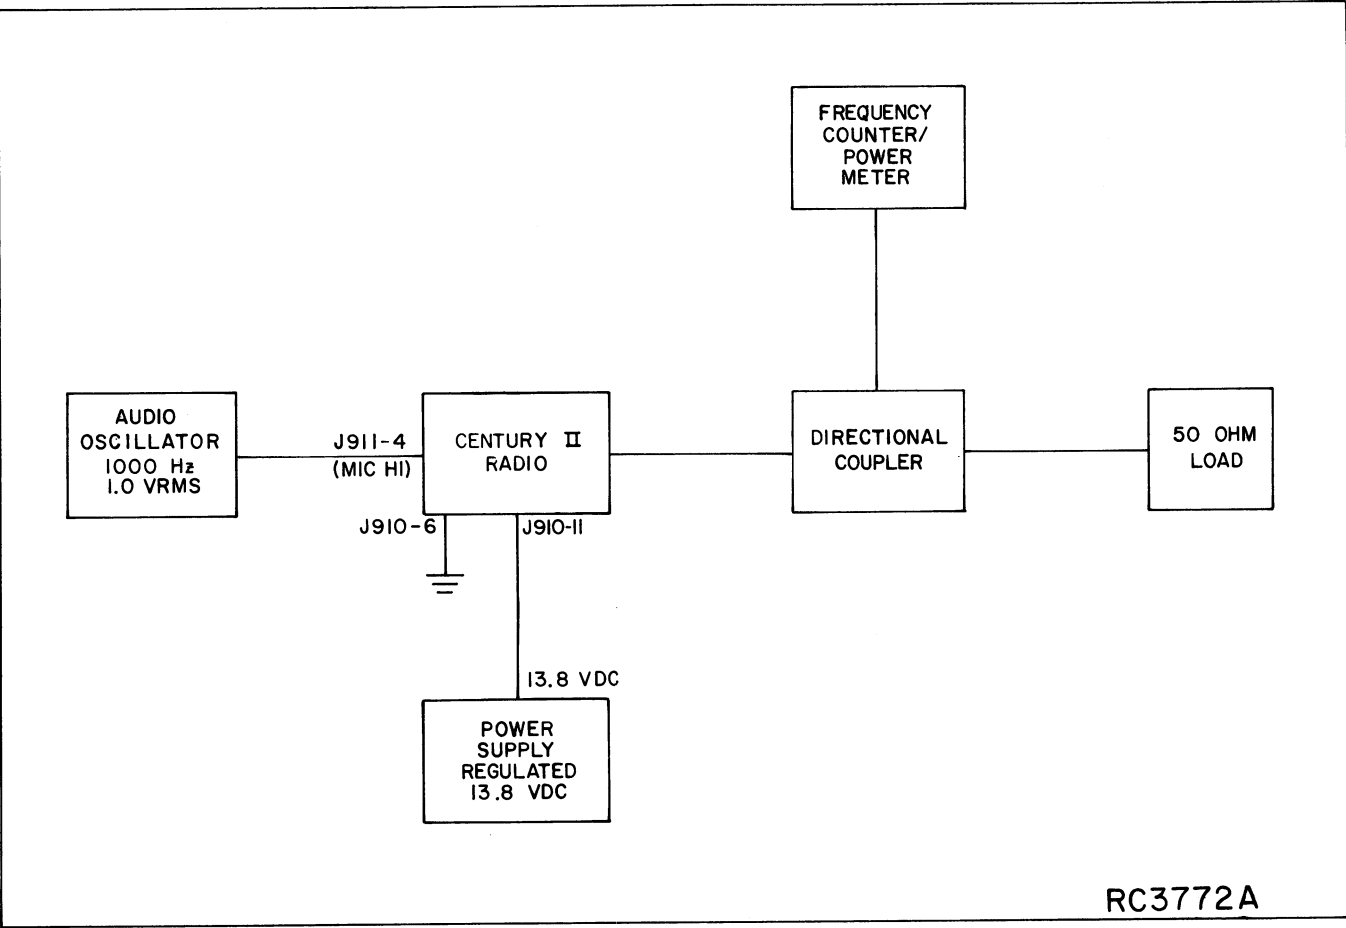 FREQUENCY
COUNTER/
POWER
METER
AUDIO
OSCILLATOR
1000 Hz
1.0 VRMS
J911-4
(MIC HI)
CENTURY II
RADIO
DIRECTIONAL
COUPLER
50 OHM
LOAD
J910-6
J910-11
13.8 VDC
POWER
SUPPLY
REGULATED
13.8 VDC
RC3772A